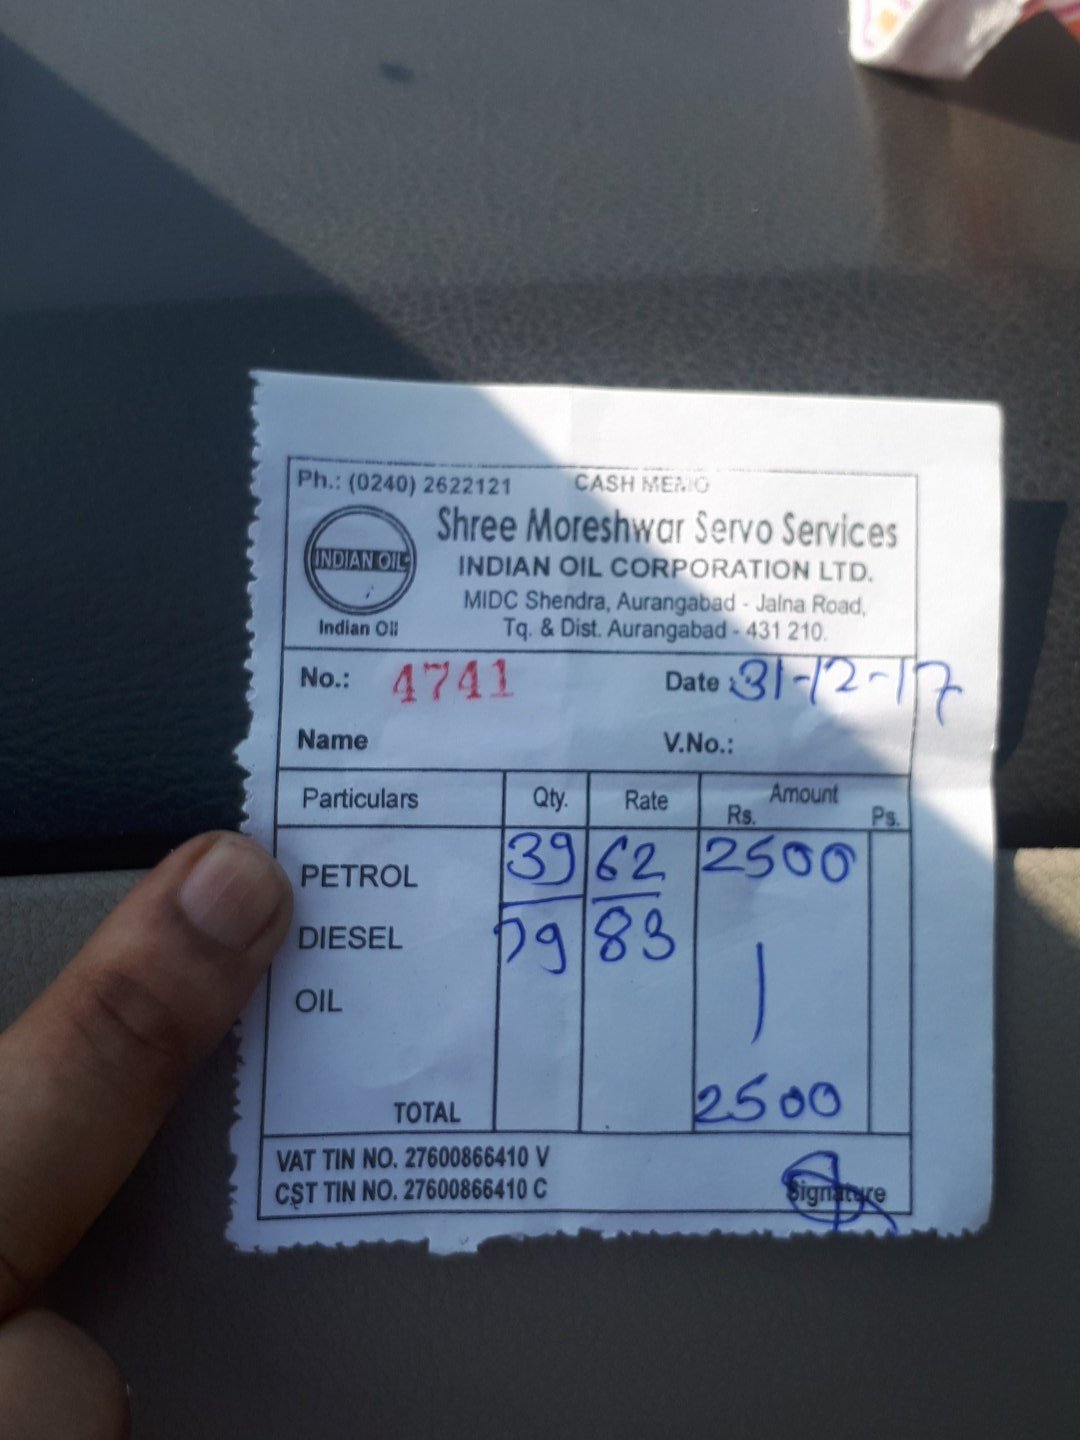 Ph.: (0240) 2622121 CASH MEMO
Shree Moreshwar Servo Services
INDIAN OIL
INDIAN OIL CORPORATION LTD.
MIDC Shendra, Aurangabad - Jalna Road,
Indian Oil
Tq. & Dist. Aurangabad - 431 210.
No.: 4741 Date : 31-12-17
Name V.No.:
Particulars Qty. Rate Amount
Rs. Ps.
PETROL 39 62 2500
DIESEL 79 83
OIL
TOTAL 2500
VAT TIN NO. 27600866410 V
CST TIN NO. 27600866410 C
Signature